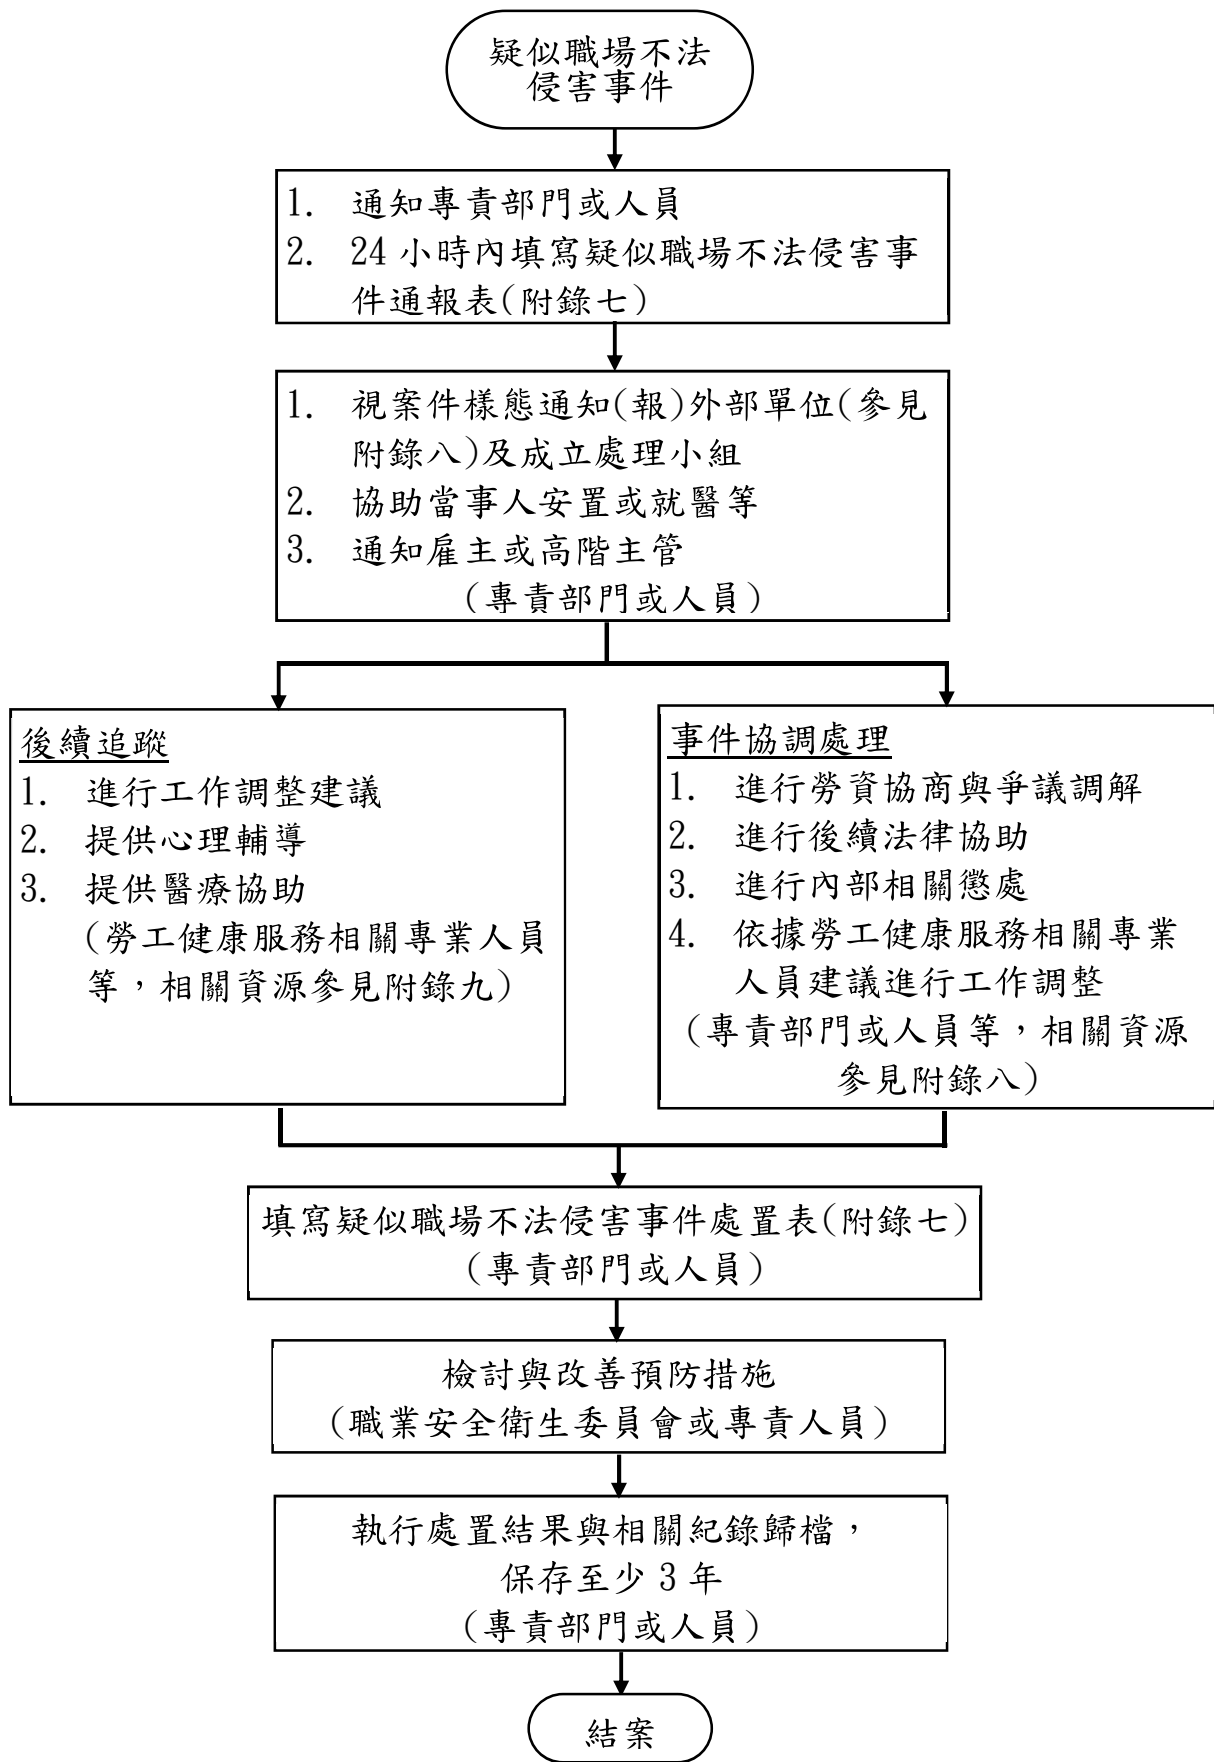 疑似職場不法
侵害事件
1. 通知專責部門或人員
2. 24 小時內填寫疑似職場不法侵害事
件通報表(附錄七)
1. 視案件樣態通知(報)外部單位(參見
附錄八)及成立處理小組
2. 協助當事人安置或就醫等
3. 通知雇主或高階主管
(專責部門或人員)
後續追蹤
1. 進行工作調整建議
2. 提供心理輔導
3. 提供醫療協助
(勞工健康服務相關專業人員
等，相關資源參見附錄九)
事件協調處理
1. 進行勞資協商與爭議調解
2. 進行後續法律協助
3. 進行內部相關懲處
4. 依據勞工健康服務相關專業
人員建議進行工作調整
(專責部門或人員等，相關資源
參見附錄八)
填寫疑似職場不法侵害事件處置表(附錄七)
(專責部門或人員)
檢討與改善預防措施
(職業安全衛生委員會或專責人員)
執行處置結果與相關紀錄歸檔，
保存至少 3 年
(專責部門或人員)
結案